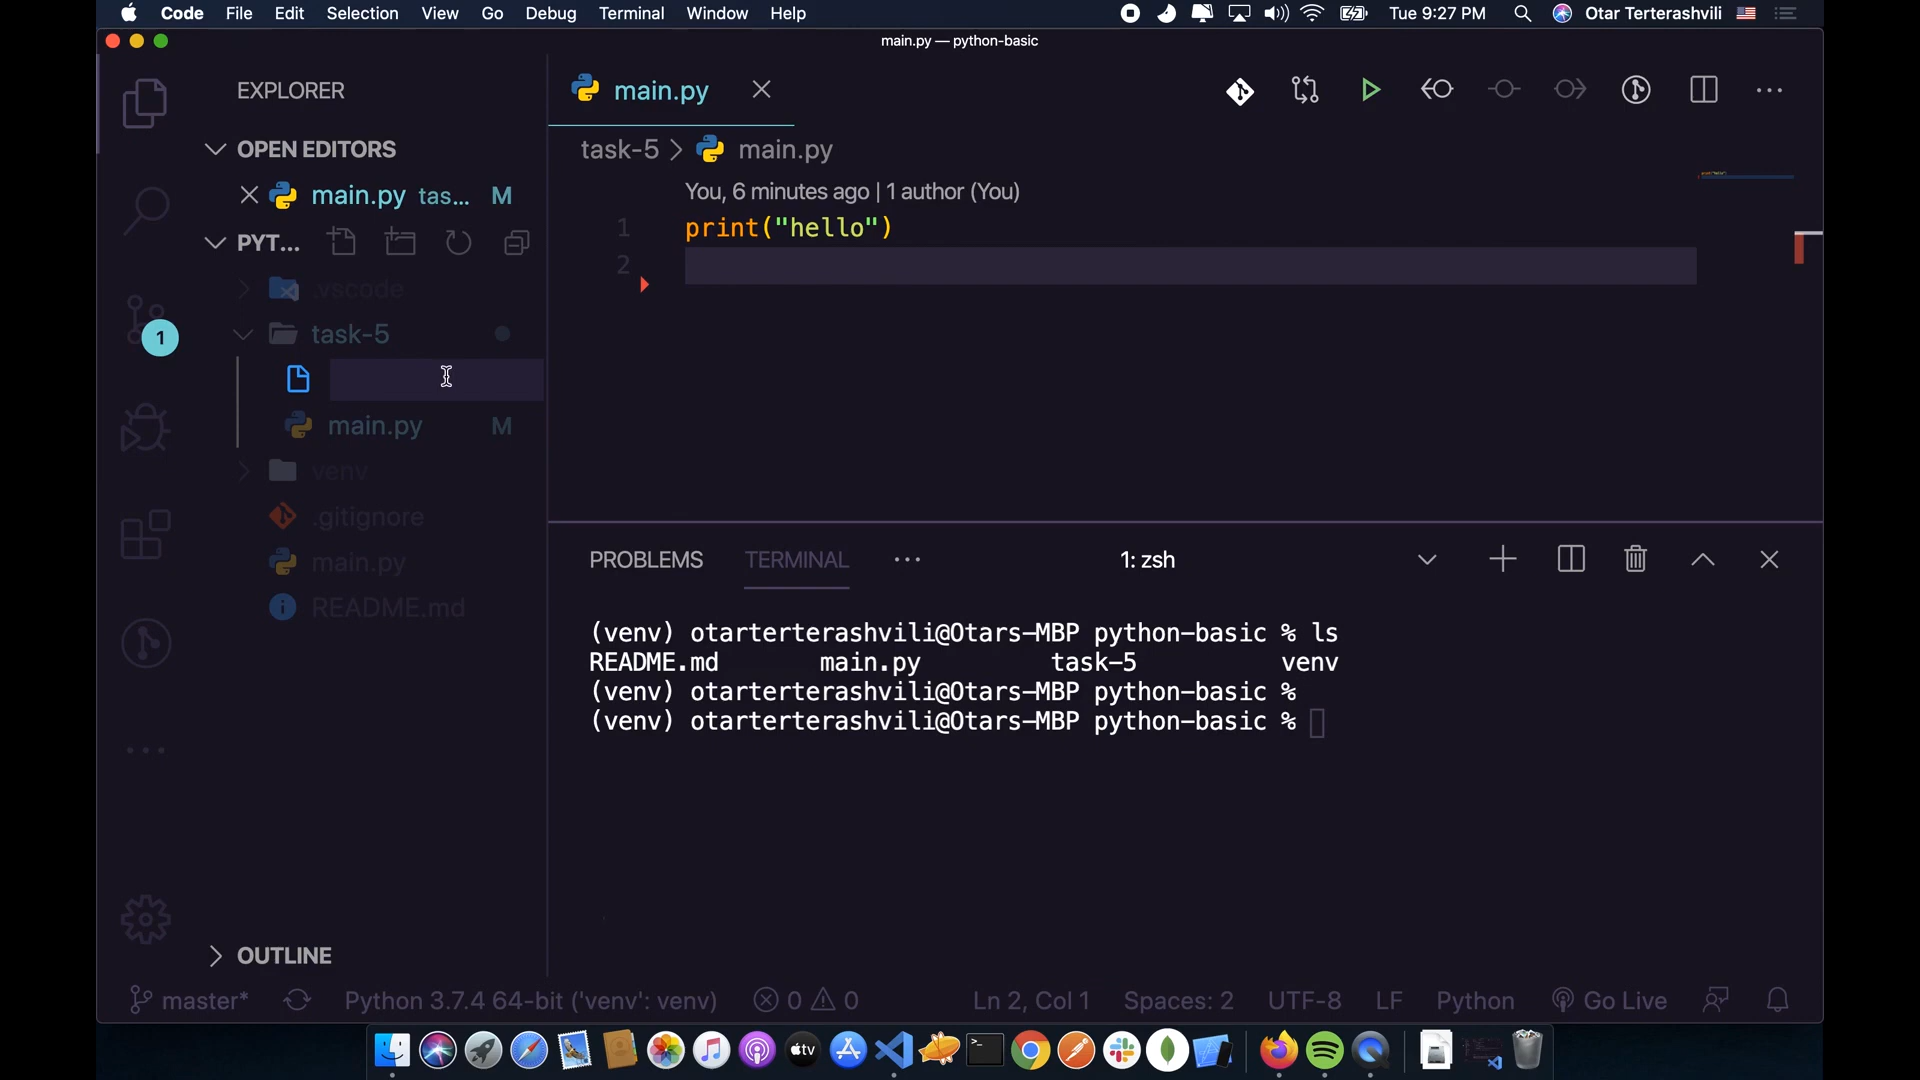 Code File Edit Selection View Go Debug Terminal Window Help Tue 9:27 PM Otar Terterashvili
main.py — python-basic
EXPLORER
main.py
OPEN EDITORS
task-5 > main.py
main.py tas... M
You, 6 minutes ago | 1 author (You)
1 print("hello")
PYT...
2
.vscode
task-5
1
main.py M
venv
.gitignore
main.py
README.md
PROBLEMS TERMINAL ... 1: zsh
(venv) otarterterashvili@Otars-MBP python-basic % ls
README.md main.py task-5 venv
(venv) otarterterashvili@Otars-MBP python-basic %
(venv) otarterterashvili@Otars-MBP python-basic %
OUTLINE
master* Python 3.7.4 64-bit ('venv': venv) 0 0 Ln 2, Col 1 Spaces: 2 UTF-8 LF Python Go Live
tv